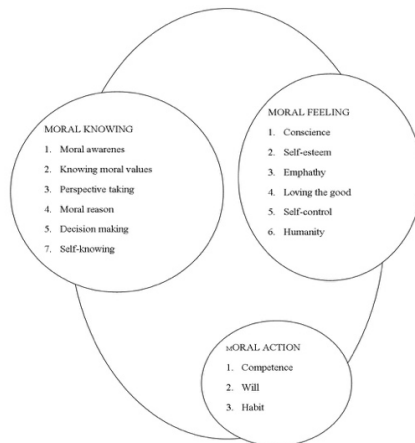 MORAL KNOWING
1. Moral awarenes
2. Knowing moral values
3. Perspective taking
4. Moral reason
5. Decision making
7. Self-knowing
MORAL FEELING
1. Conscience
2. Self-esteem
3. Emphathy
4. Loving the good
5. Self-control
6. Humanity
MORAL ACTION
1. Competence
2. Will
3. Habit